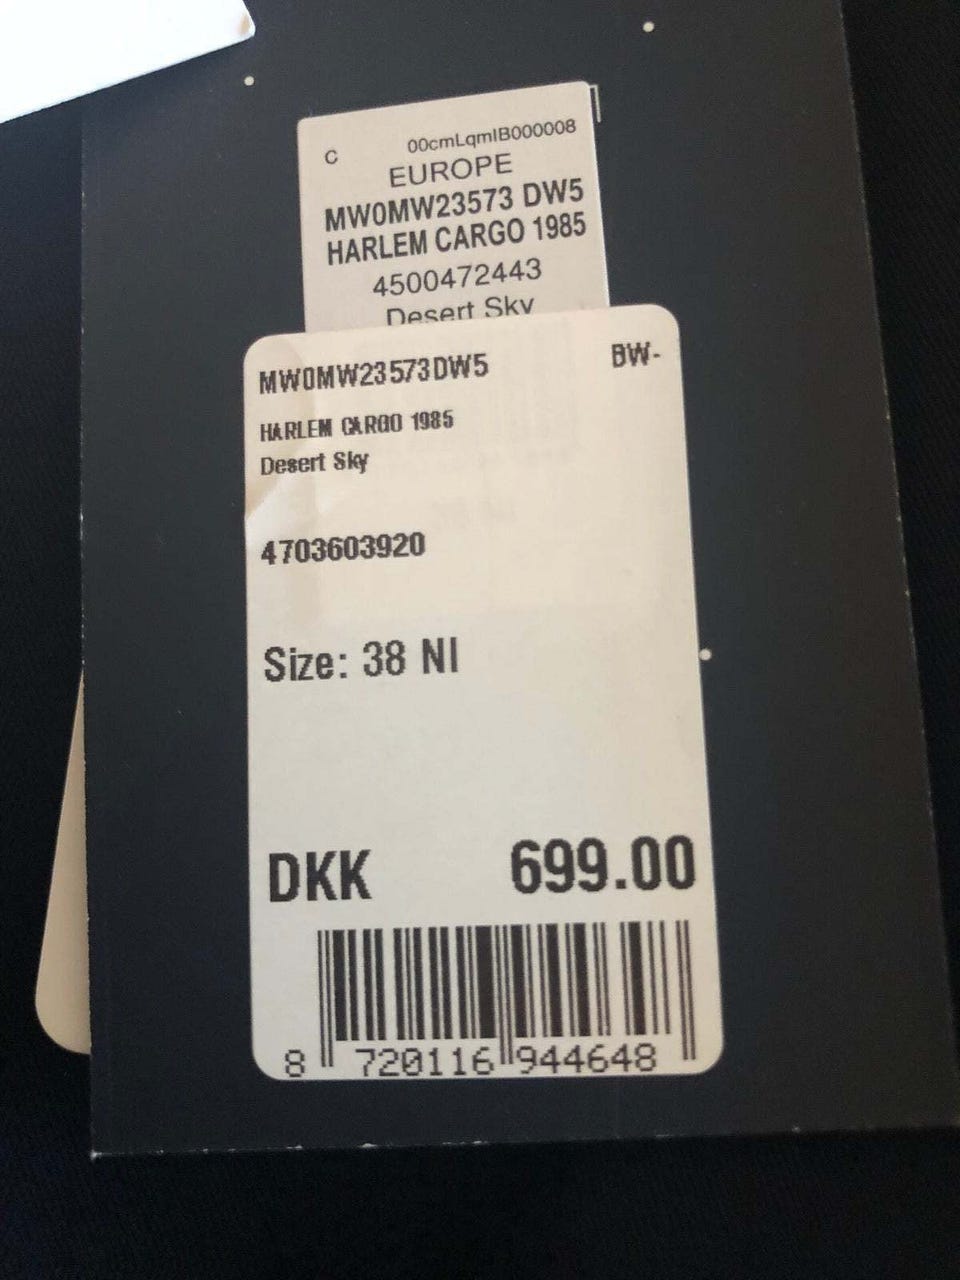 C 00cmLqmIB000008
EUROPE
MW0MW23573 DW5
HARLEM CARGO 1985
4500472443
Desert Sky
MW0MW23573DW5 BW-
HARLEM CARGO 1985
Desert Sky
4703603920
Size: 38 NI
DKK 699.00
8 720116 944648